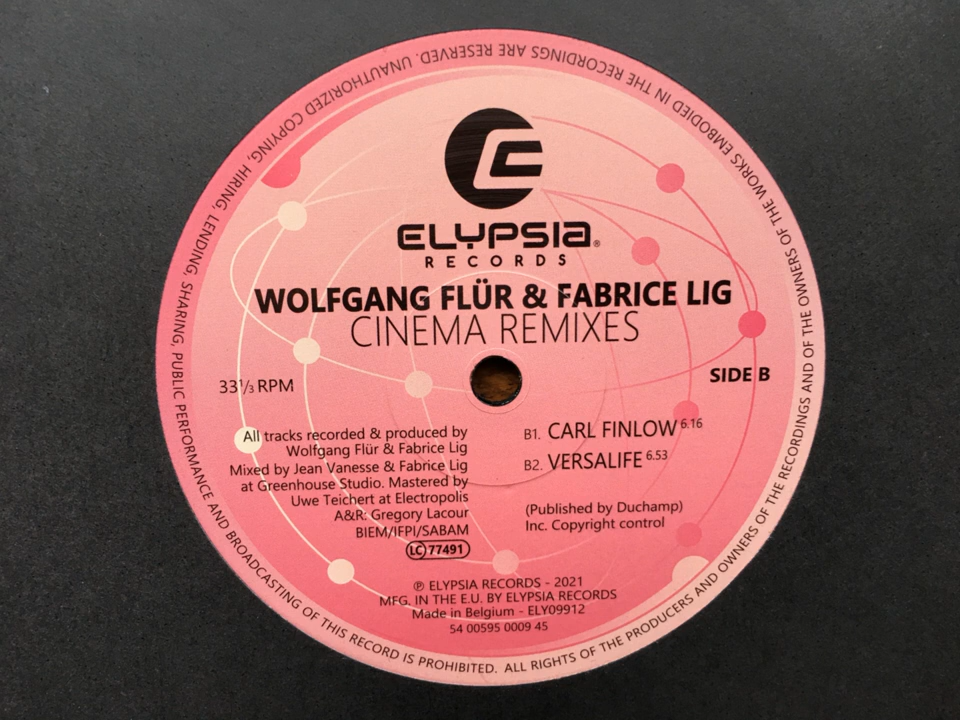 ELYPSIA®
RECORDS
WOLFGANG FLÜR & FABRICE LIG
CINEMA REMIXES
33⅓ RPM
SIDE B
All tracks recorded & produced by
Wolfgang Flür & Fabrice Lig
Mixed by Jean Vanesse & Fabrice Lig
at Greenhouse Studio. Mastered by
Uwe Teichert at Electropolis
A&R: Gregory Lacour
BIEM/IFPI/SABAM
LC 77491
B1. CARL FINLOW 6.16
B2. VERSALIFE 6.53
(Published by Duchamp)
Inc. Copyright control
℗ ELYPSIA RECORDS - 2021
MFG. IN THE E.U. BY ELYPSIA RECORDS
Made in Belgium - ELY09912
54 00595 0009 45
ALL RIGHTS OF THE PRODUCERS AND OWNERS OF THE RECORDINGS AND OF THE OWNERS OF THE WORKS EMBODIED IN THE RECORDINGS ARE RESERVED. UNAUTHORIZED COPYING, HIRING, LENDING, SHARING, PUBLIC PERFORMANCE AND BROADCASTING OF THIS RECORD IS PROHIBITED.